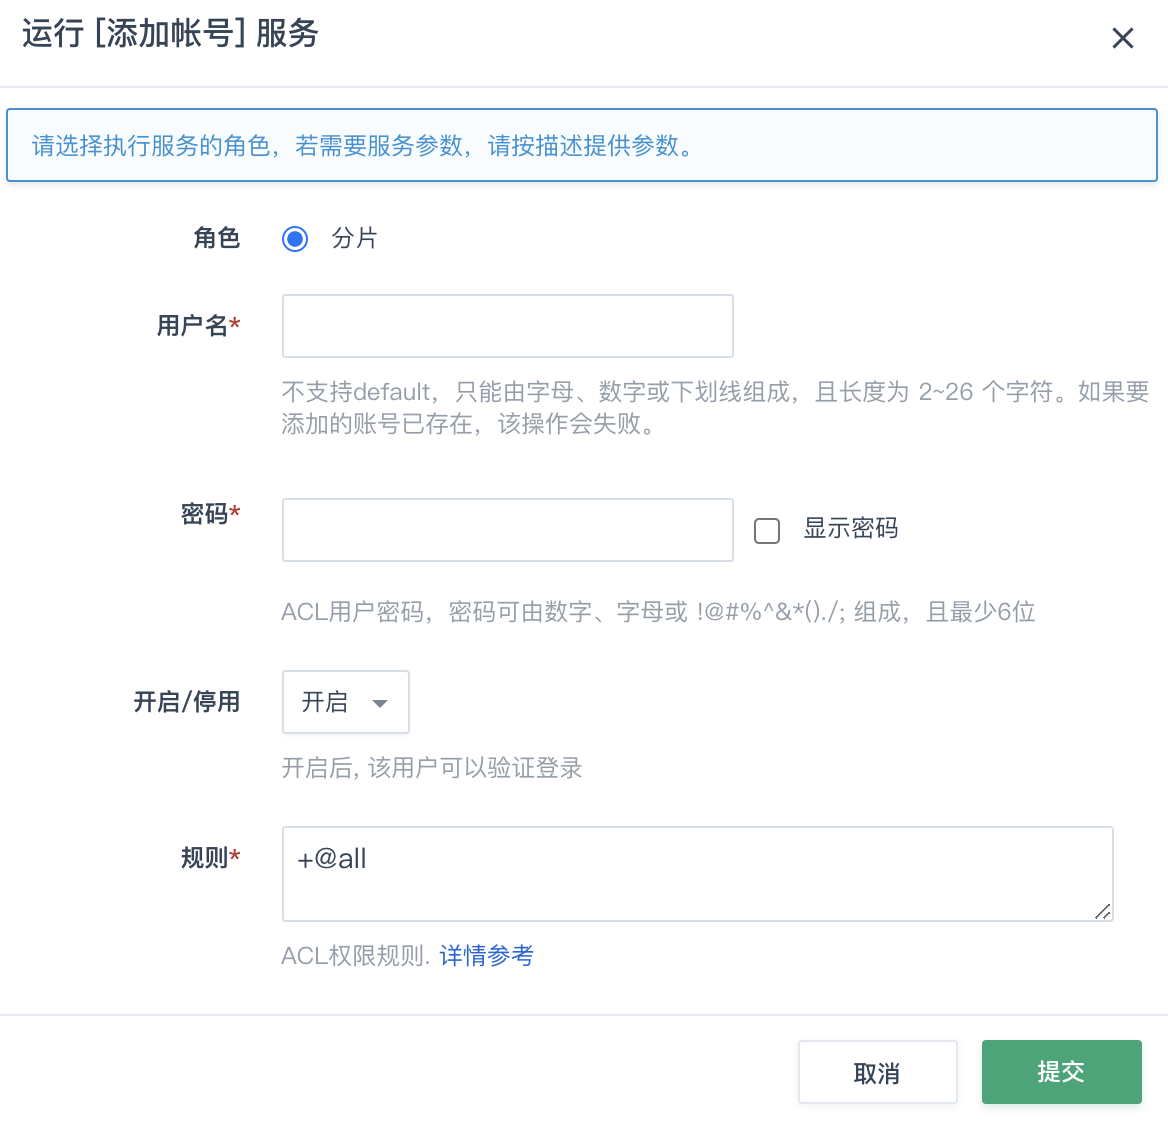 运行 [添加帐号] 服务
请选择执行服务的角色，若需要服务参数，请按描述提供参数。
角色 分片
用户名*
不支持default，只能由字母、数字或下划线组成，且长度为 2~26 个字符。如果要
添加的账号已存在，该操作会失败。
密码* 显示密码
ACL用户密码，密码可由数字、字母或 !@#%^&*()./; 组成，且最少6位
开启/停用 开启
开启后, 该用户可以验证登录
规则* +@all
ACL权限规则. 详情参考
取消 提交